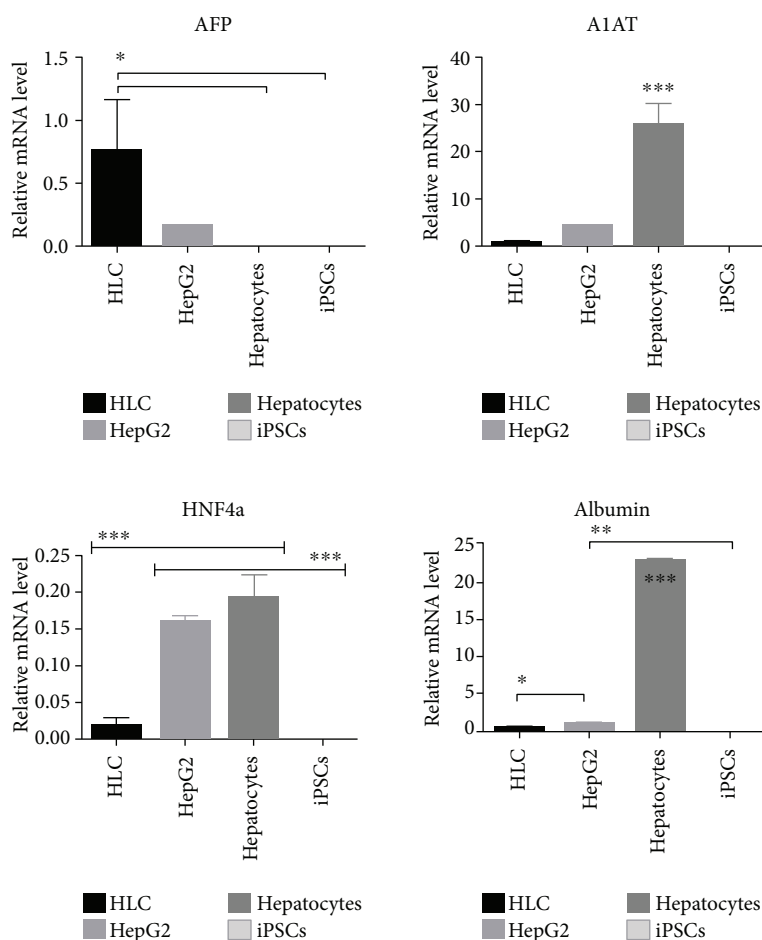 AFP
*
Relative mRNA level
1.5
1.0
0.5
0.0
HLC
HepG2
Hepatocytes
iPSCs
HLC
HepG2
Hepatocytes
iPSCs
A1AT
***
Relative mRNA level
40
30
20
10
0
HLC
HepG2
Hepatocytes
iPSCs
HLC
HepG2
Hepatocytes
iPSCs
HNF4a
***
***
Relative mRNA level
0.25
0.20
0.15
0.10
0.05
0.00
HLC
HepG2
Hepatocytes
iPSCs
HLC
HepG2
Hepatocytes
iPSCs
Albumin
**
***
*
Relative mRNA level
25
20
15
10
5
0
HLC
HepG2
Hepatocytes
iPSCs
HLC
HepG2
Hepatocytes
iPSCs